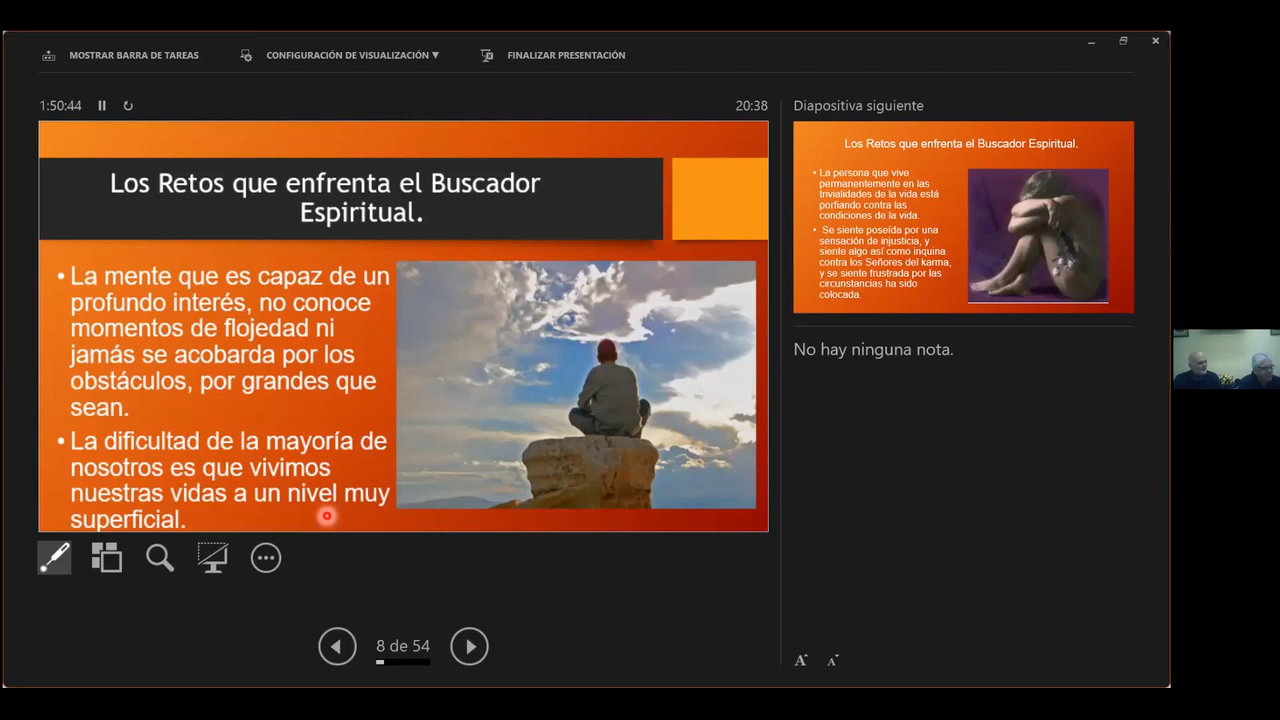 MOSTRAR BARRA DE TAREAS
CONFIGURACIÓN DE VISUALIZACIÓN ▼
FINALIZAR PRESENTACIÓN
1:50:44
20:38
Los Retos que enfrenta el Buscador
Espiritual.
• La mente que es capaz de un
profundo interés, no conoce
momentos de flojedad ni
jamás se acobarda por los
obstáculos, por grandes que
sean.
• La dificultad de la mayoría de
nosotros es que vivimos
nuestras vidas a un nivel muy
superficial.
8 de 54
Diapositiva siguiente
Los Retos que enfrenta el Buscador Espiritual.
• La persona que vive
permanentemente en las
trivialidades de la vida está
porfiando contra las
condiciones de la vida.
• Se siente poseída por una
sensación de injusticia, y
siente algo así como inquina
contra los Señores del karma,
y se siente frustrada por las
circunstancias ha sido
colocada.
No hay ninguna nota.
A A